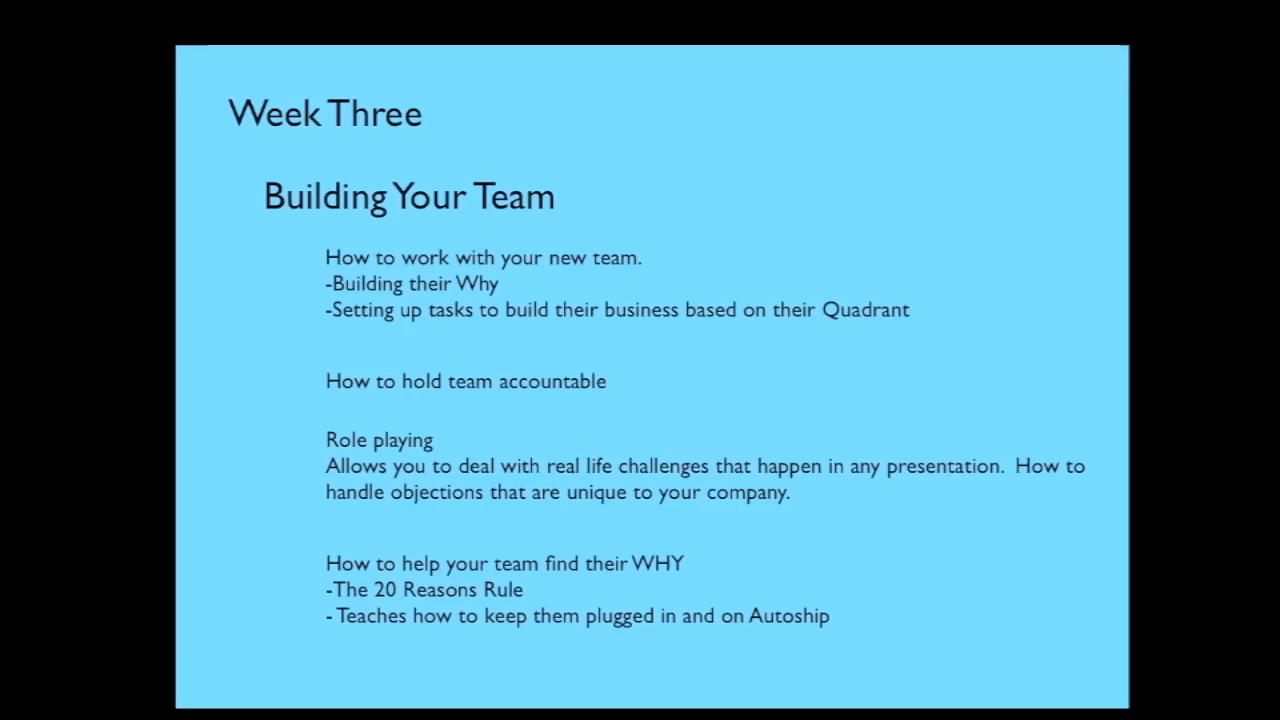 Week Three
Building Your Team
How to work with your new team.
-Building their Why
-Setting up tasks to build their business based on their Quadrant
How to hold team accountable
Role playing
Allows you to deal with real life challenges that happen in any presentation.  How to
handle objections that are unique to your company.
How to help your team find their WHY
-The 20 Reasons Rule
- Teaches how to keep them plugged in and on Autoship